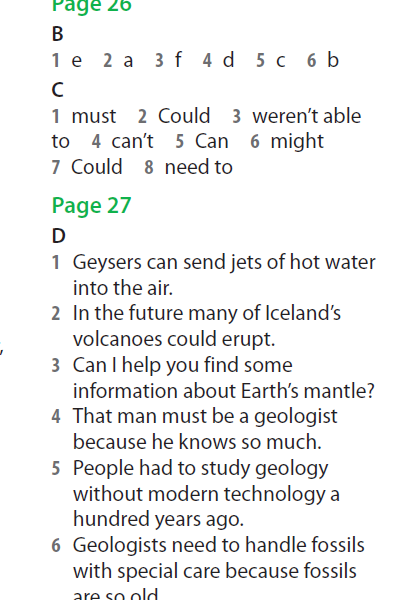 Page 26
B
1 e 2 a 3 f 4 d 5 c 6 b
C
1 must 2 Could 3 weren't able
to 4 can't 5 Can 6 might
7 Could 8 need to
Page 27
D
1 Geysers can send jets of hot water
into the air.
2 In the future many of Iceland's
volcanoes could erupt.
3 Can I help you find some
information about Earth's mantle?
4 That man must be a geologist
because he knows so much.
5 People had to study geology
without modern technology a
hundred years ago.
6 Geologists need to handle fossils
with special care because fossils
are so old